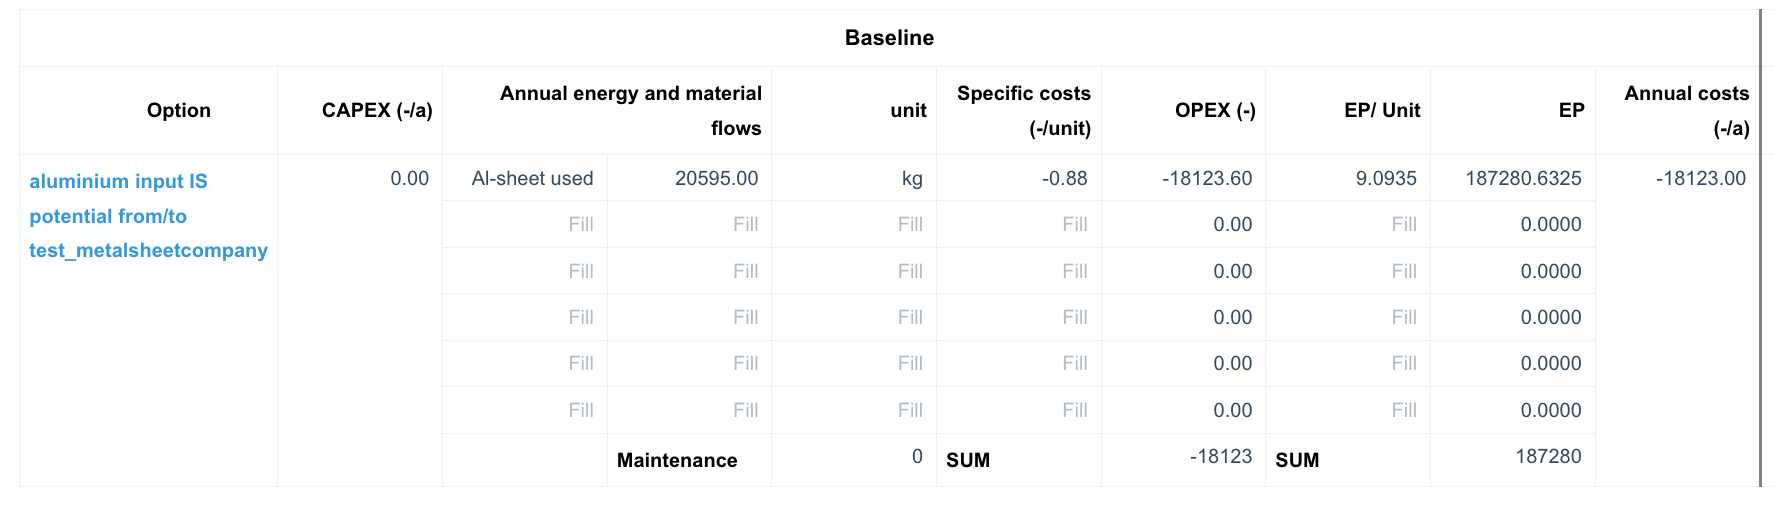 Baseline
Option CAPEX (-/a) Annual energy and material flows unit Specific costs (-/unit) OPEX (-) EP/ Unit EP Annual costs (-/a)
aluminium input IS potential from/to test_metalsheetcompany 0.00 Al-sheet used 20595.00 kg -0.88 -18123.60 9.0935 187280.6325 -18123.00
Fill Fill Fill Fill 0.00 Fill 0.0000
Fill Fill Fill Fill 0.00 Fill 0.0000
Fill Fill Fill Fill 0.00 Fill 0.0000
Fill Fill Fill Fill 0.00 Fill 0.0000
Fill Fill Fill Fill 0.00 Fill 0.0000
Maintenance 0 SUM -18123 SUM 187280